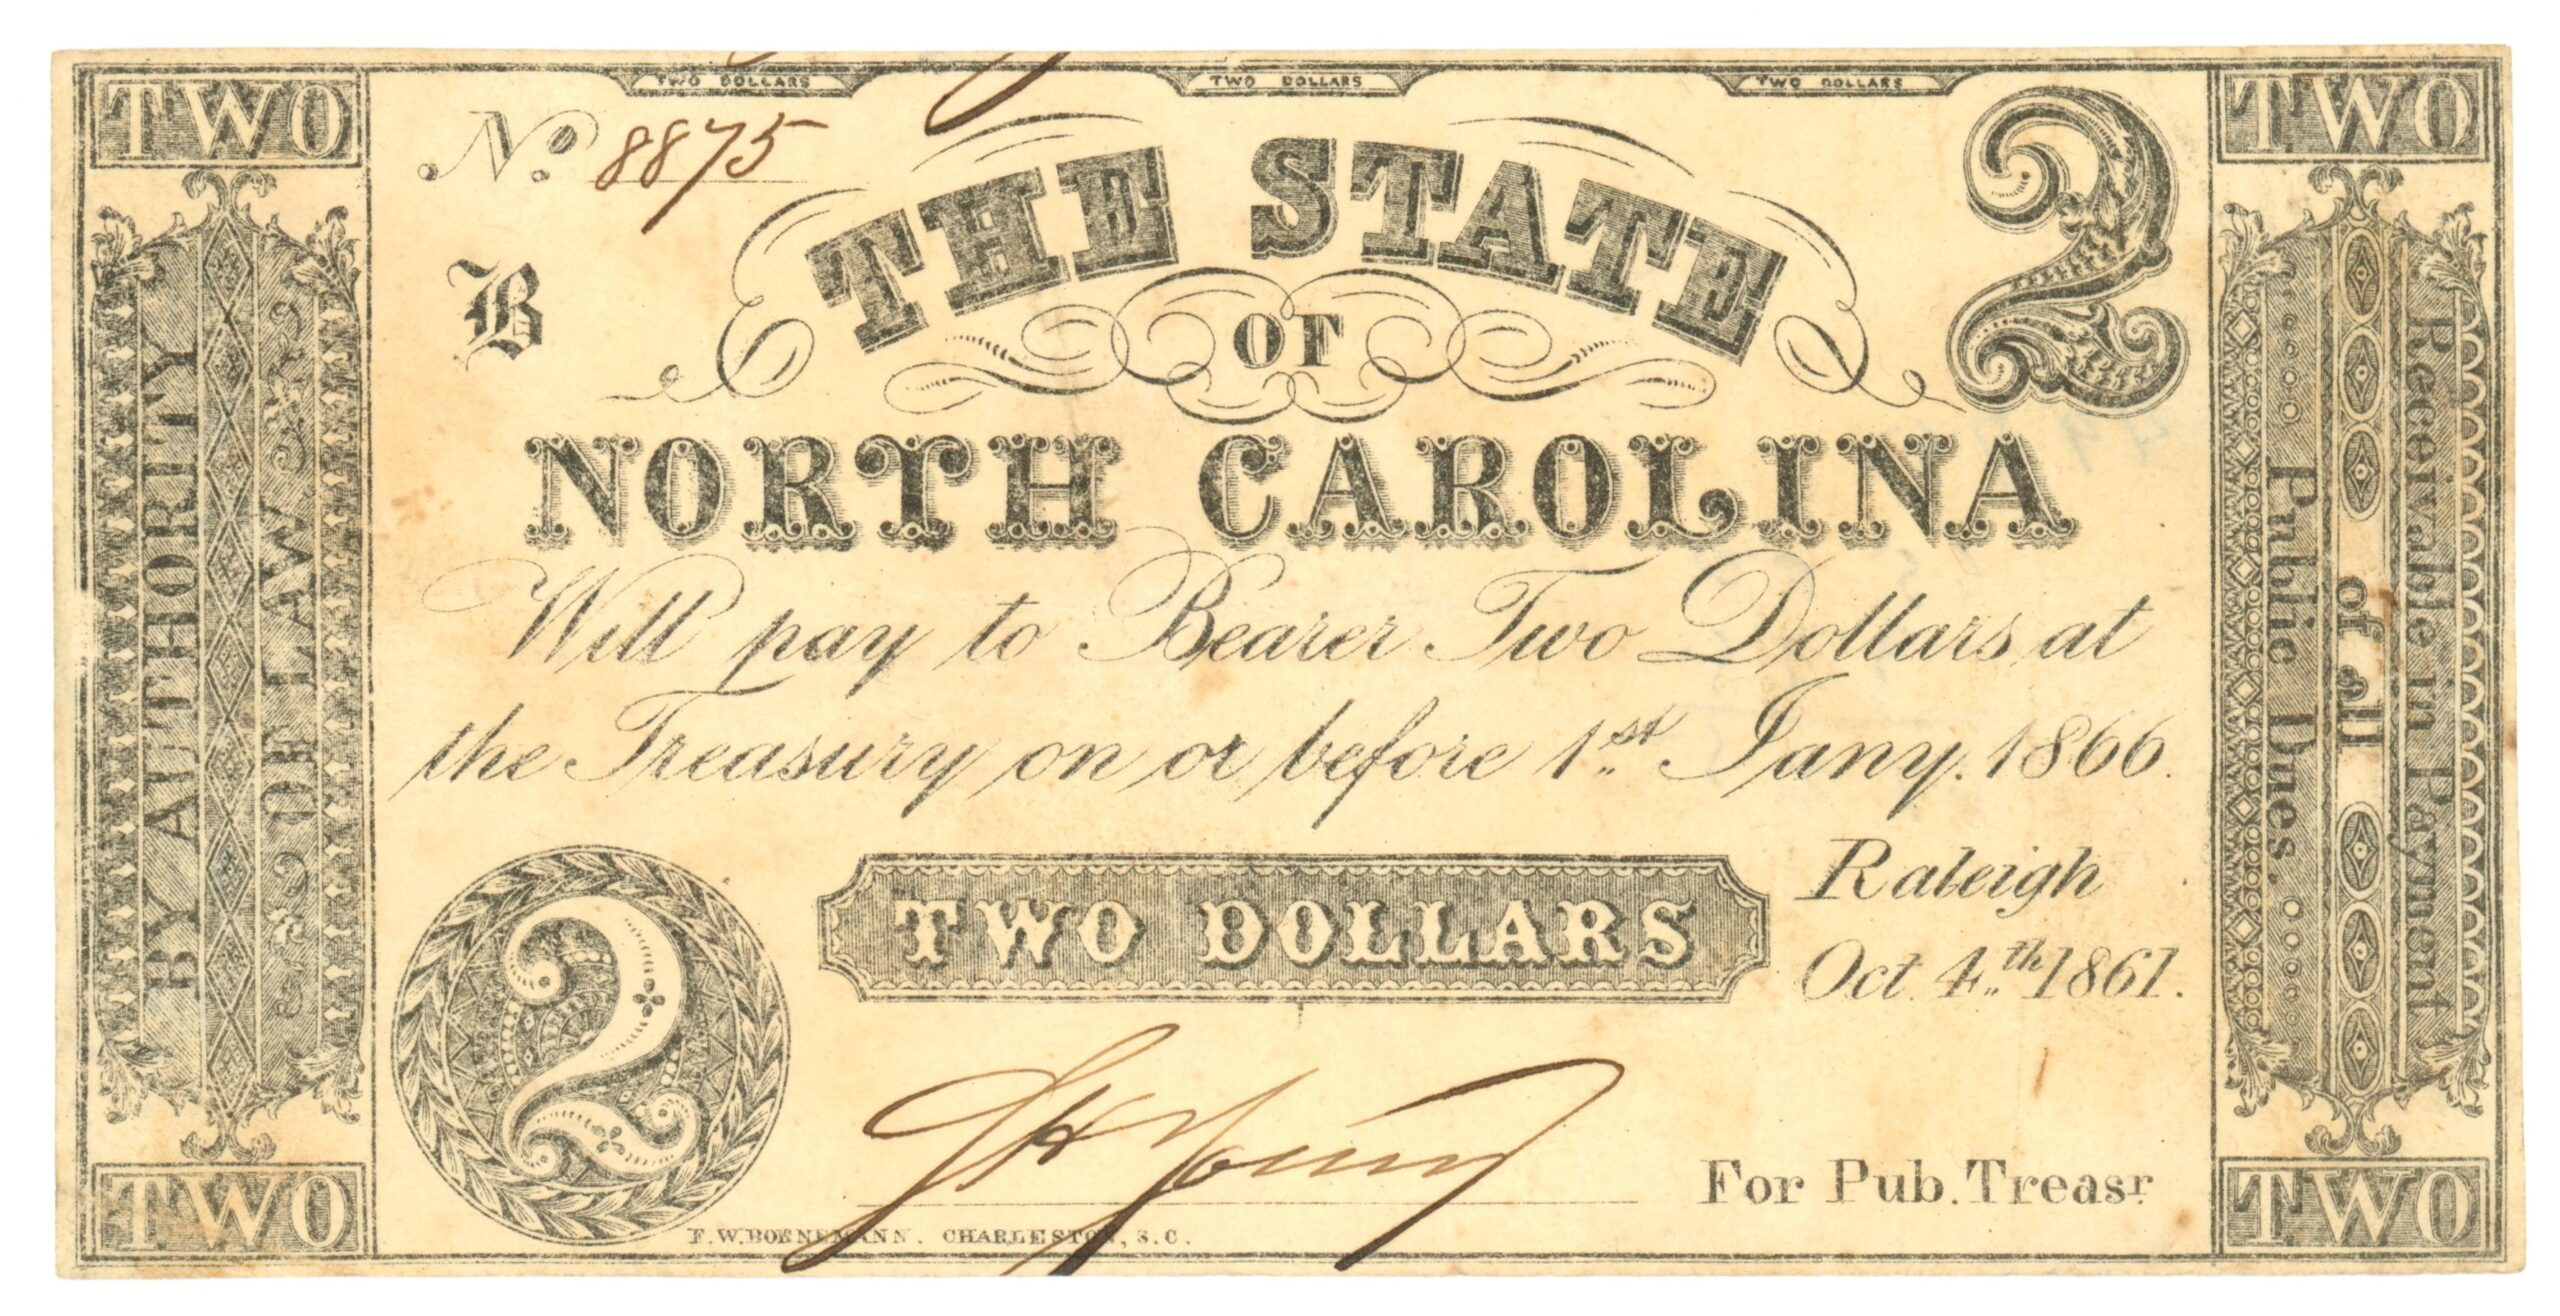 TWO
TWO DOLLARS
TWO DOLLARS
TWO DOLLARS
TWO
No. 8875
2
B
THE STATE
OF
NORTH CAROLINA
Will pay to Bearer Two Dollars at
the Treasury on or before 1st Jany. 1866.
BY AUTHORITY
OF LAW
Receivable in Payment
of all
Public Dues.
2
TWO DOLLARS
Raleigh
Oct. 4th 1861.
For Pub. Treasr
F.W. BORNEMANN. CHARLESTON, S.C.
TWO
TWO